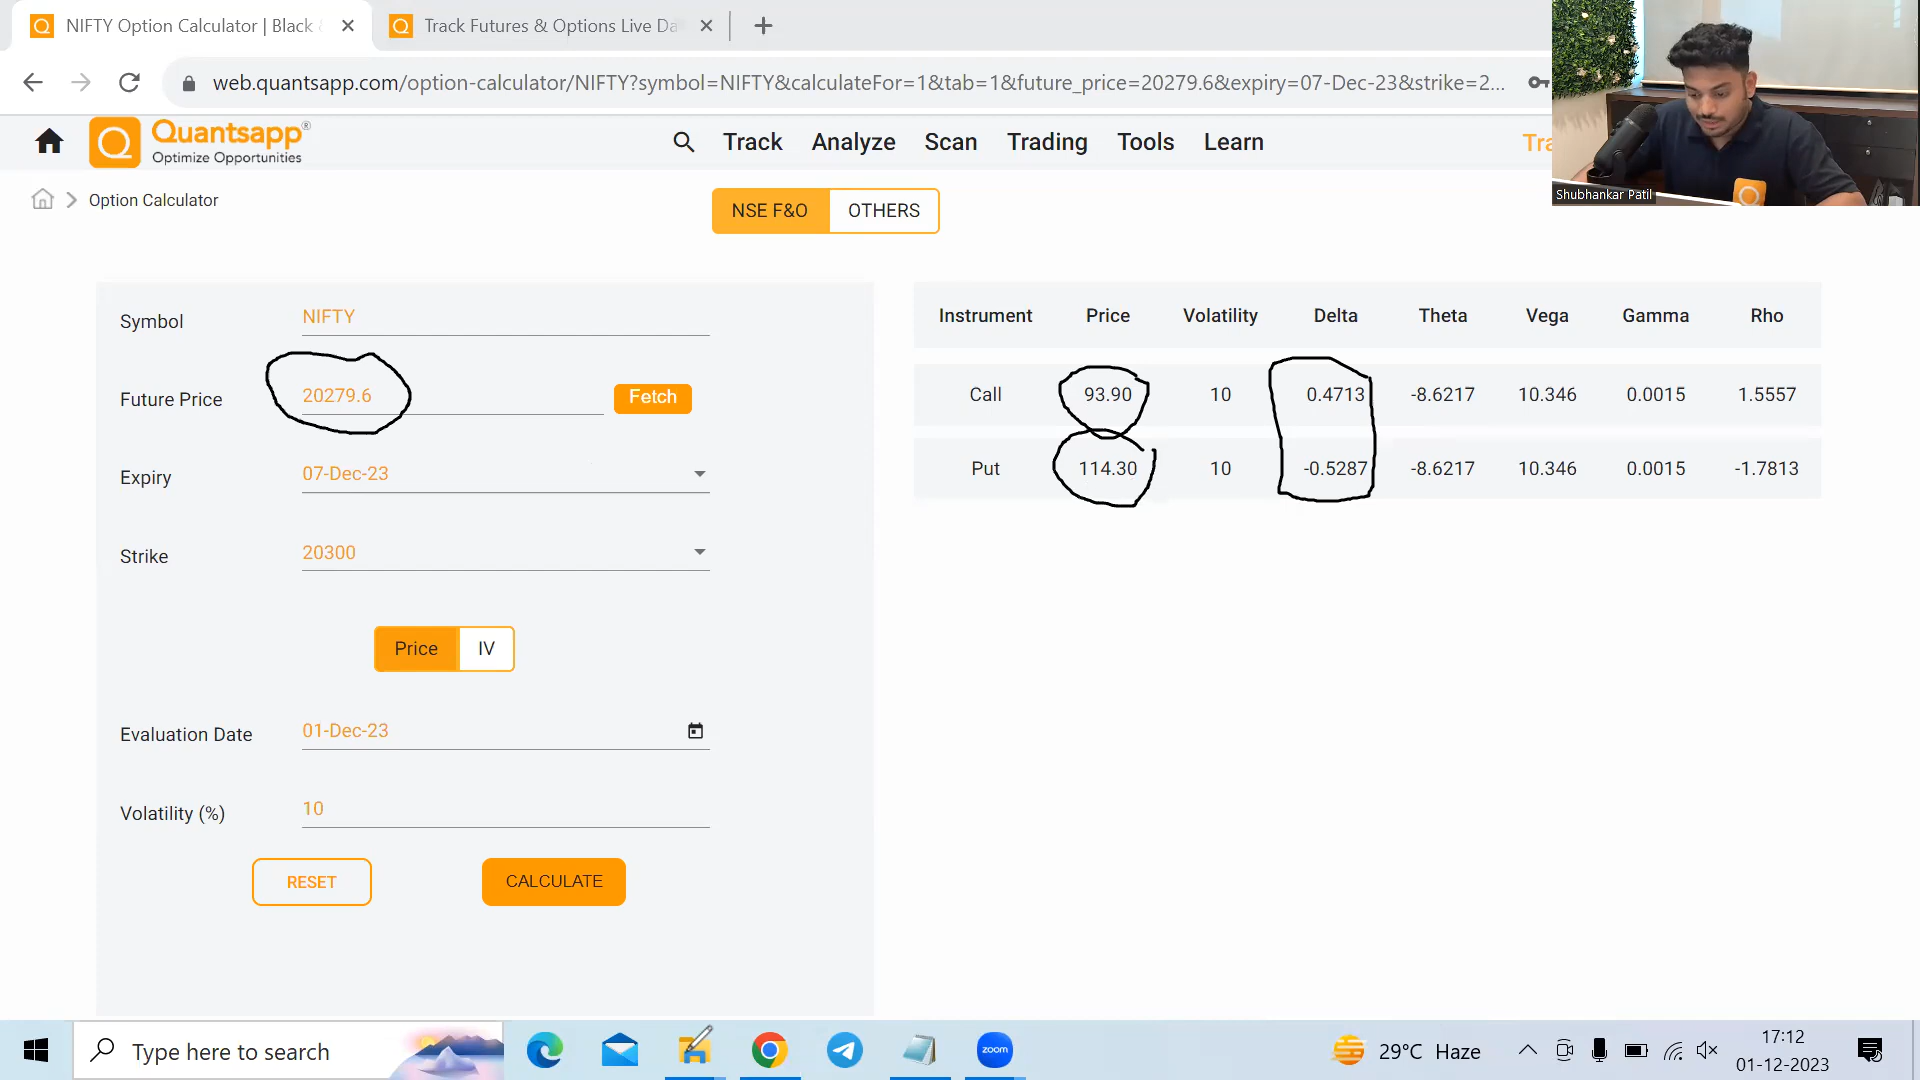 NIFTY Option Calculator | Black &
Track Futures & Options Live Da
web.quantsapp.com/option-calculator/NIFTY?symbol=NIFTY&calculateFor=1&tab=1&future_price=20279.6&expiry=07-Dec-23&strike=2...
Quantsapp®
Optimize Opportunities
Track Analyze Scan Trading Tools Learn
Shubhankar Patil
Option Calculator
NSE F&O OTHERS
Symbol NIFTY
Future Price 20279.6 Fetch
Expiry 07-Dec-23
Strike 20300
Price IV
Evaluation Date 01-Dec-23
Volatility (%) 10
RESET CALCULATE
Instrument Price Volatility Delta Theta Vega Gamma Rho
Call 93.90 10 0.4713 -8.6217 10.346 0.0015 1.5557
Put 114.30 10 -0.5287 -8.6217 10.346 0.0015 -1.7813
Type here to search
zoom
29°C Haze
17:12
01-12-2023